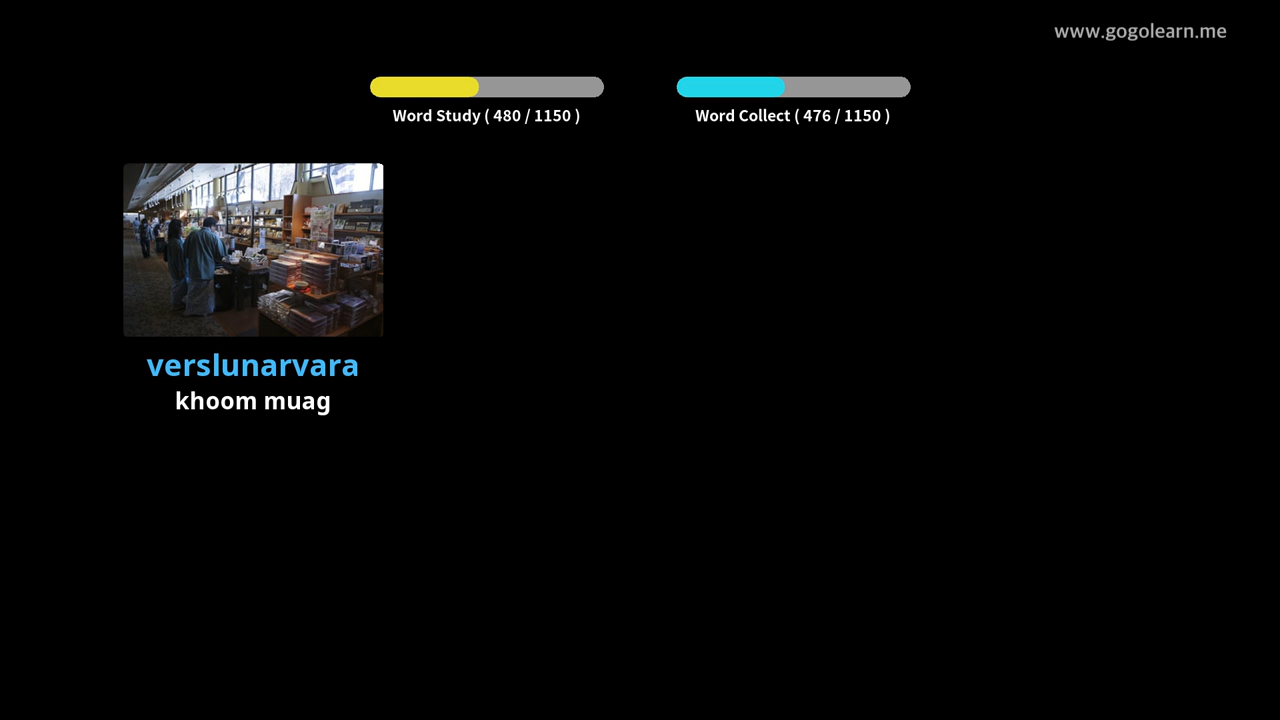 www.gogolearn.me
Word Study ( 480 / 1150 )
Word Collect ( 476 / 1150 )
verslunarvara
khoom muag